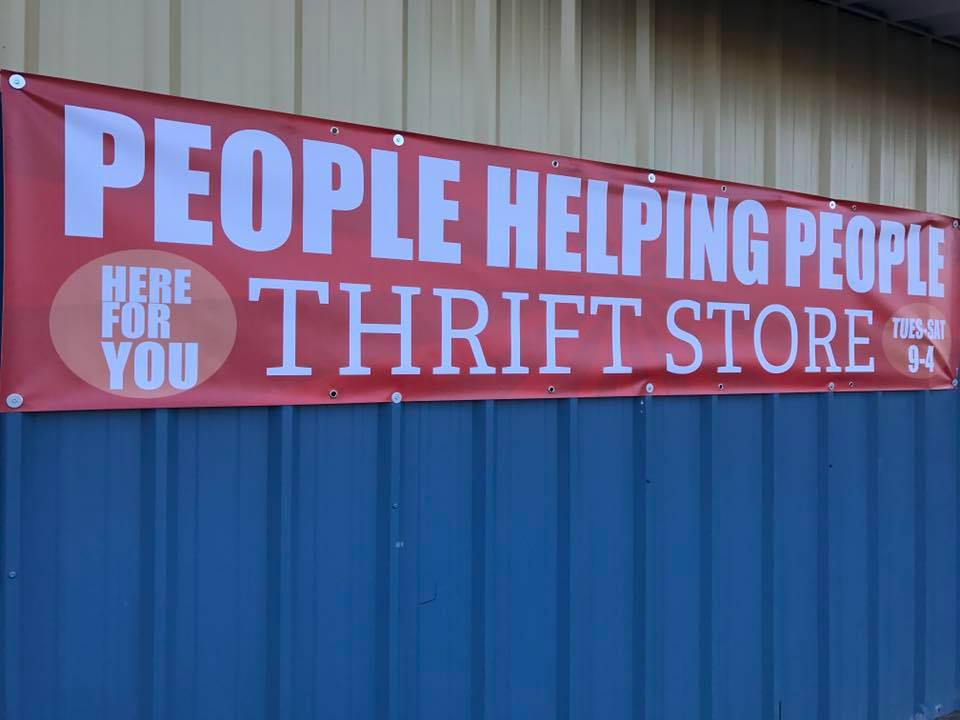 PEOPLE HELPING PEOPLE
HERE
FOR
YOU
THRIFT STORE
TUES-SAT
9-4